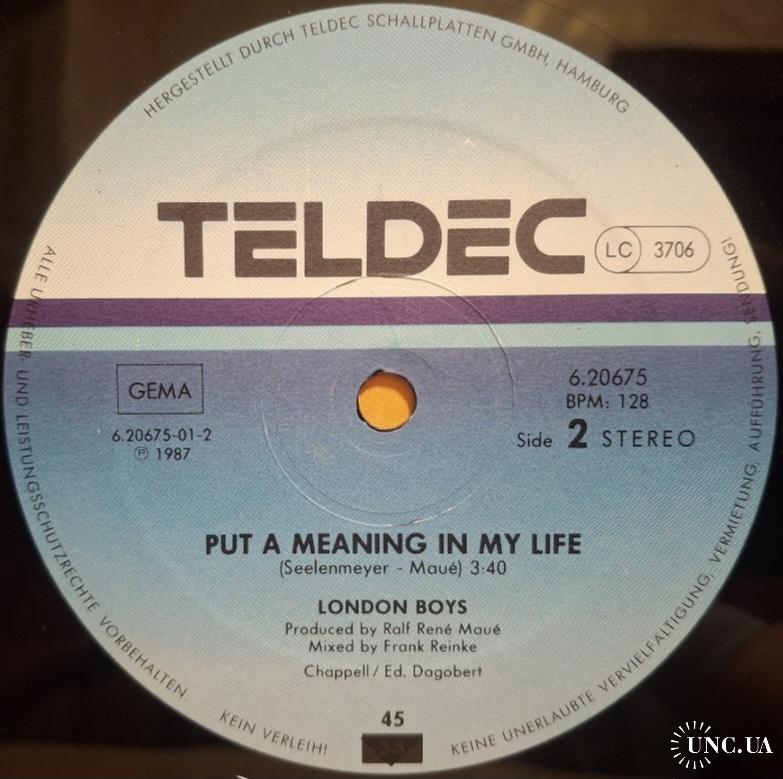 HERGESTELLT DURCH TELDEC SCHALLPLATTEN GMBH, HAMBURG
TELDEC
LC 3706
GEMA
6.20675-01-2
℗ 1987
6.20675
BPM: 128
Side 2 STEREO
PUT A MEANING IN MY LIFE
(Seelenmeyer - Maué) 3:40
LONDON BOYS
Produced by Ralf René Maué
Mixed by Frank Reinke
Chappell / Ed. Dagobert
45
33
ALLE URHEBER- UND LEISTUNGSSCHUTZRECHTE VORBEHALTEN.
KEIN VERLEIH!
KEINE UNERLAUBTE VERVIELFÄLTIGUNG, VERMIETUNG, AUFFÜHRUNG, SENDUNG!
UNC.UA